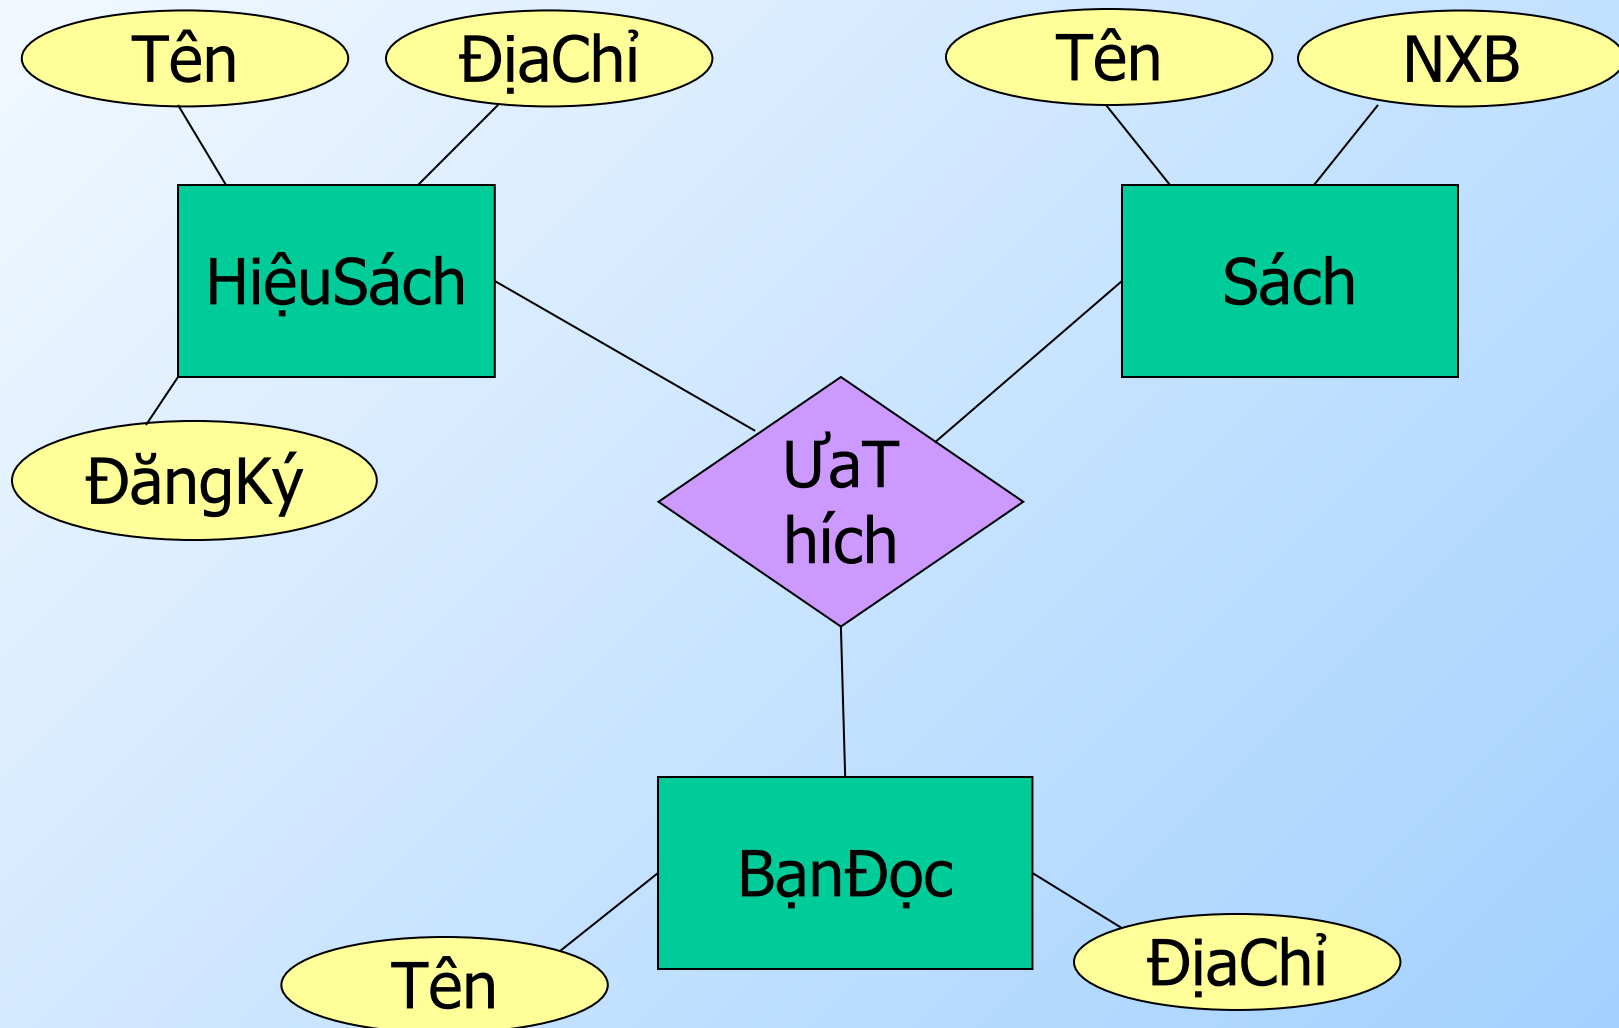 Tên
ĐịaChỉ
Tên
NXB
HiệuSách
Sách
ĐăngKý
ƯaT
hích
BạnĐọc
Tên
ĐịaChỉ